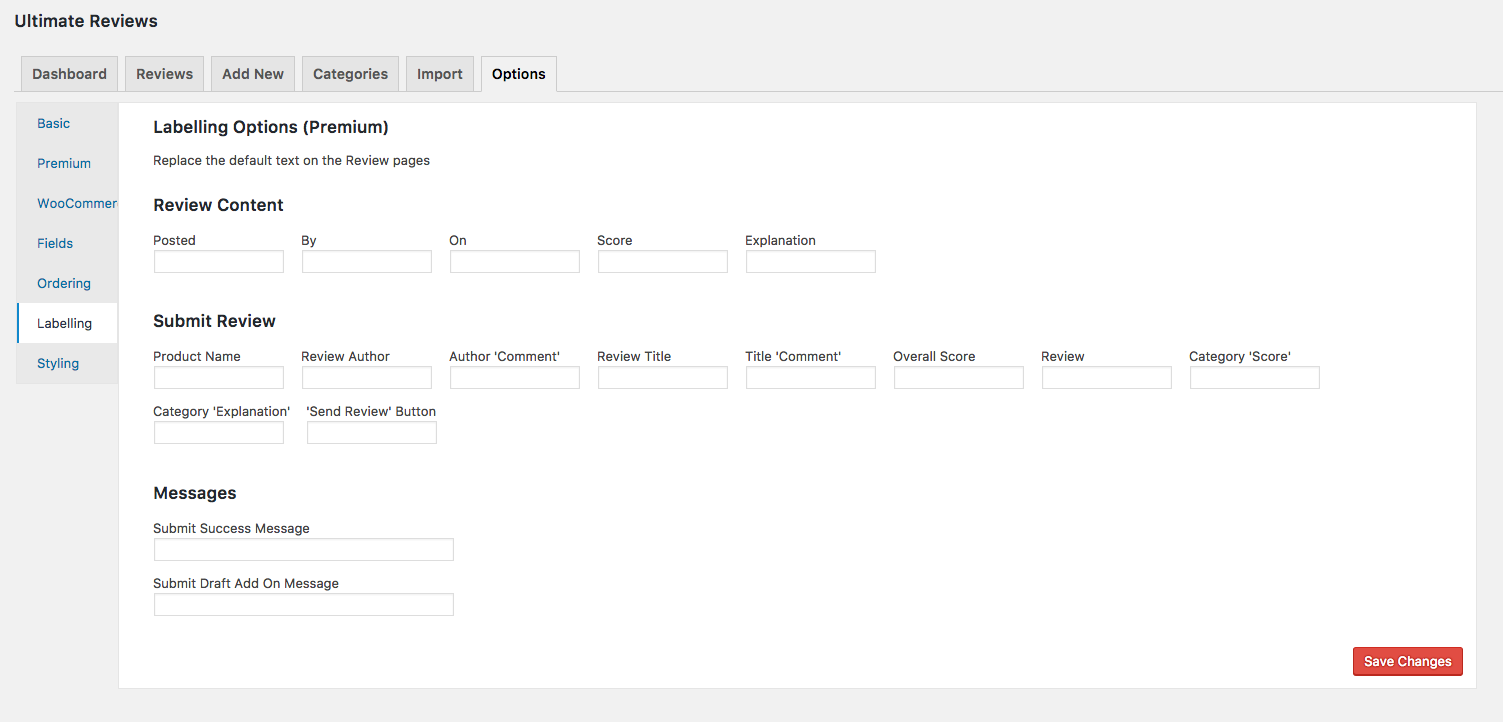 Ultimate Reviews
Dashboard Reviews Add New Categories Import Options
Basic
Premium
WooCommer
Fields
Ordering
Labelling
Styling
Labelling Options (Premium)
Replace the default text on the Review pages
Review Content
Posted By On Score Explanation
Submit Review
Product Name Review Author Author 'Comment' Review Title Title 'Comment' Overall Score Review Category 'Score'
Category 'Explanation' 'Send Review' Button
Messages
Submit Success Message
Submit Draft Add On Message
Save Changes